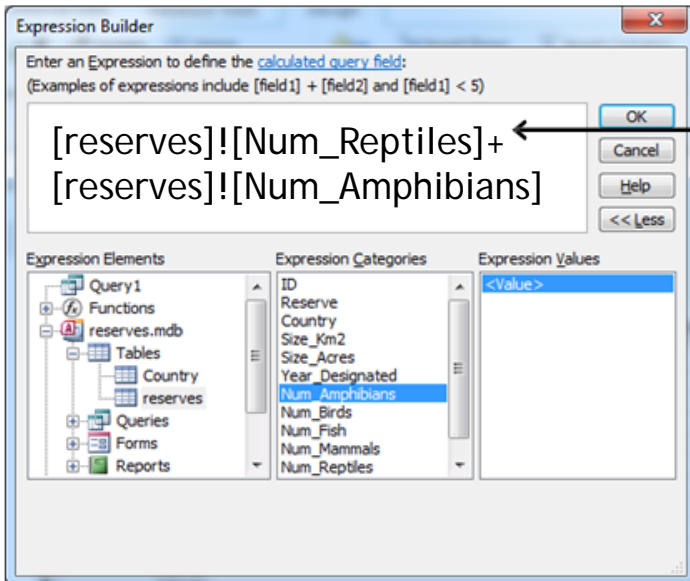 Expression Builder
Enter an Expression to define the calculated query field:
(Examples of expressions include [field1] + [field2] and [field1] < 5)
[reserves]![Num_Reptiles]+
[reserves]![Num_Amphibians]
OK
Cancel
Help
<< Less
Expression Elements
Query1
Functions
reserves.mdb
Tables
Country
reserves
Queries
Forms
Reports
Expression Categories
ID
Reserve
Country
Size_Km2
Size_Acres
Year_Designated
Num_Amphibians
Num_Birds
Num_Fish
Num_Mammals
Num_Reptiles
Expression Values
<Value>